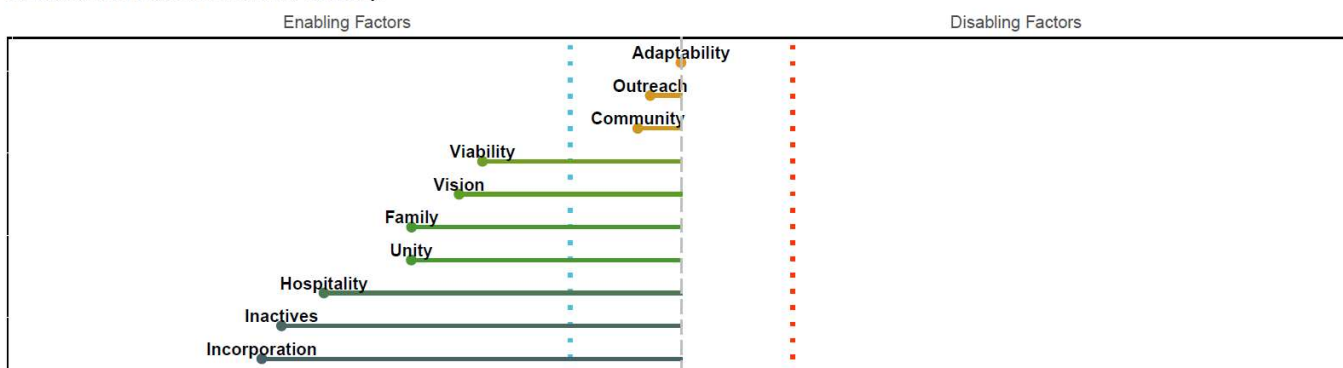 Enabling Factors Disabling Factors
Adaptability
Outreach
Community
Viability
Vision
Family
Unity
Hospitality
Inactives
Incorporation